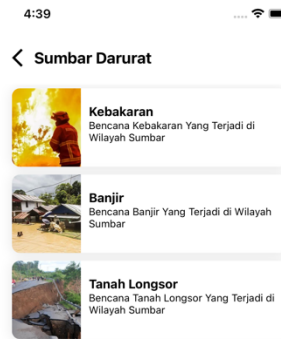 4:39
Sumbar Darurat
Kebakaran
Bencana Kebakaran Yang Terjadi di
Wilayah Sumbar
Banjir
Bencana Banjir Yang Terjadi di Wilayah
Sumbar
Tanah Longsor
Bencana Tanah Longsor Yang Terjadi di
Wilayah Sumbar